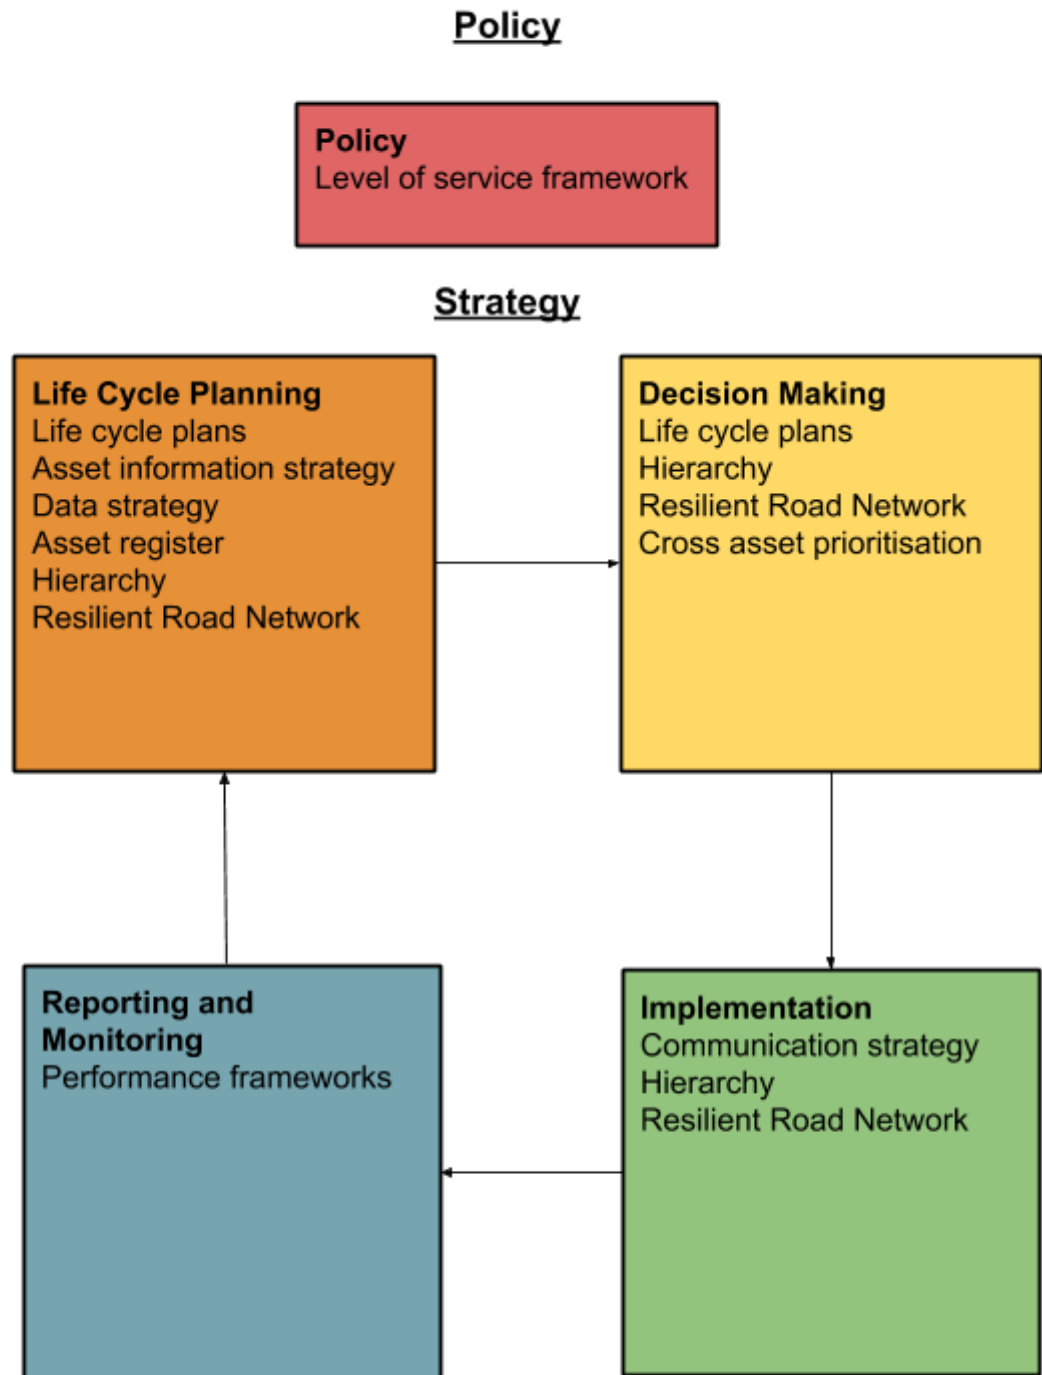 Policy
Policy
Level of service framework
Strategy
Life Cycle Planning
Life cycle plans
Asset information strategy
Data strategy
Asset register
Hierarchy
Resilient Road Network
Decision Making
Life cycle plans
Hierarchy
Resilient Road Network
Cross asset prioritisation
Reporting and
Monitoring
Performance frameworks
Implementation
Communication strategy
Hierarchy
Resilient Road Network